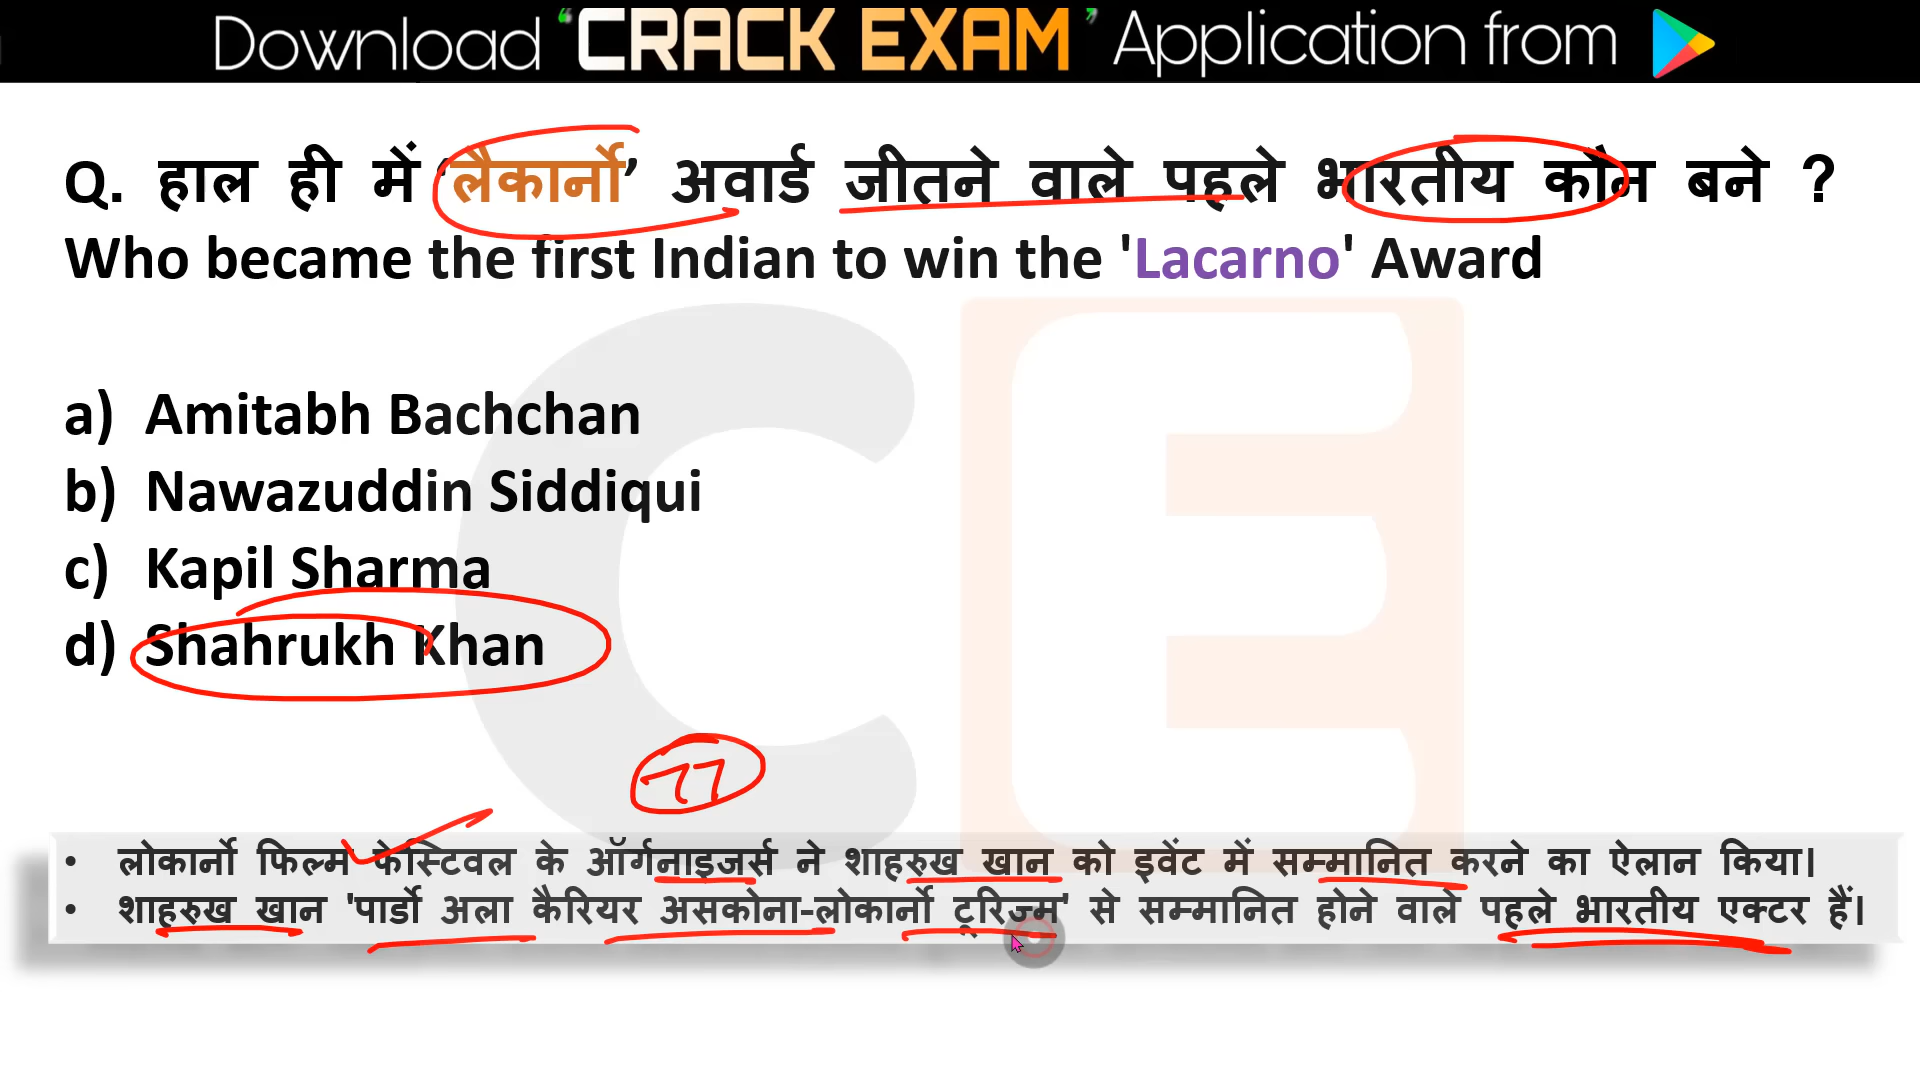 Download ‘CRACK EXAM’ Application from
Q. हाल ही में ‘लैकार्नो’ अवार्ड जीतने वाले पहले भारतीय कौन बने ?
Who became the first Indian to win the 'Lacarno' Award
a) Amitabh Bachchan
b) Nawazuddin Siddiqui
c) Kapil Sharma
d) Shahrukh Khan
77
• लोकार्नो फिल्म फेस्टिवल के ऑर्गनाइजर्स ने शाहरुख खान को इवेंट में सम्मानित करने का ऐलान किया।
• शाहरुख खान 'पार्डो अला कैरियर असकोना-लोकार्नो टूरिज्म' से सम्मानित होने वाले पहले भारतीय एक्टर हैं।
CE